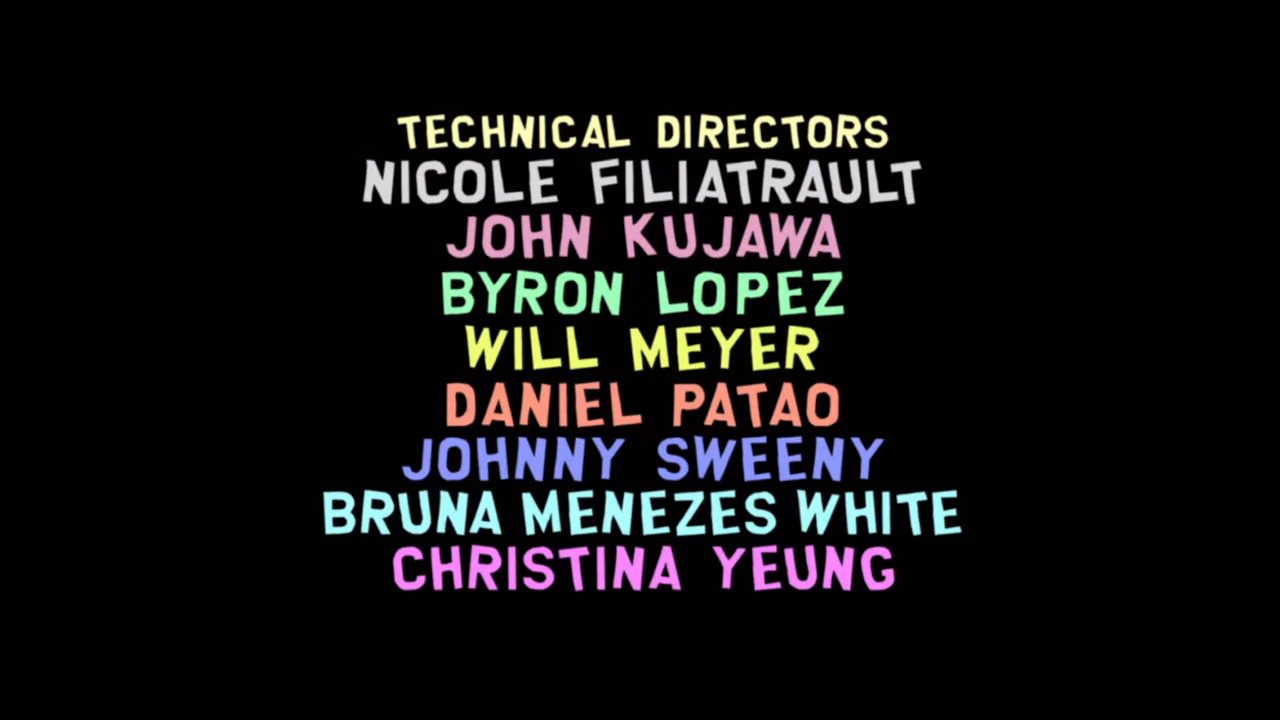 TECHNICAL DIRECTORS
NICOLE FILIATRAULT
JOHN KUJAWA
BYRON LOPEZ
WILL MEYER
DANIEL PATAO
JOHNNY SWEENY
BRUNA MENEZES WHITE
CHRISTINA YEUNG